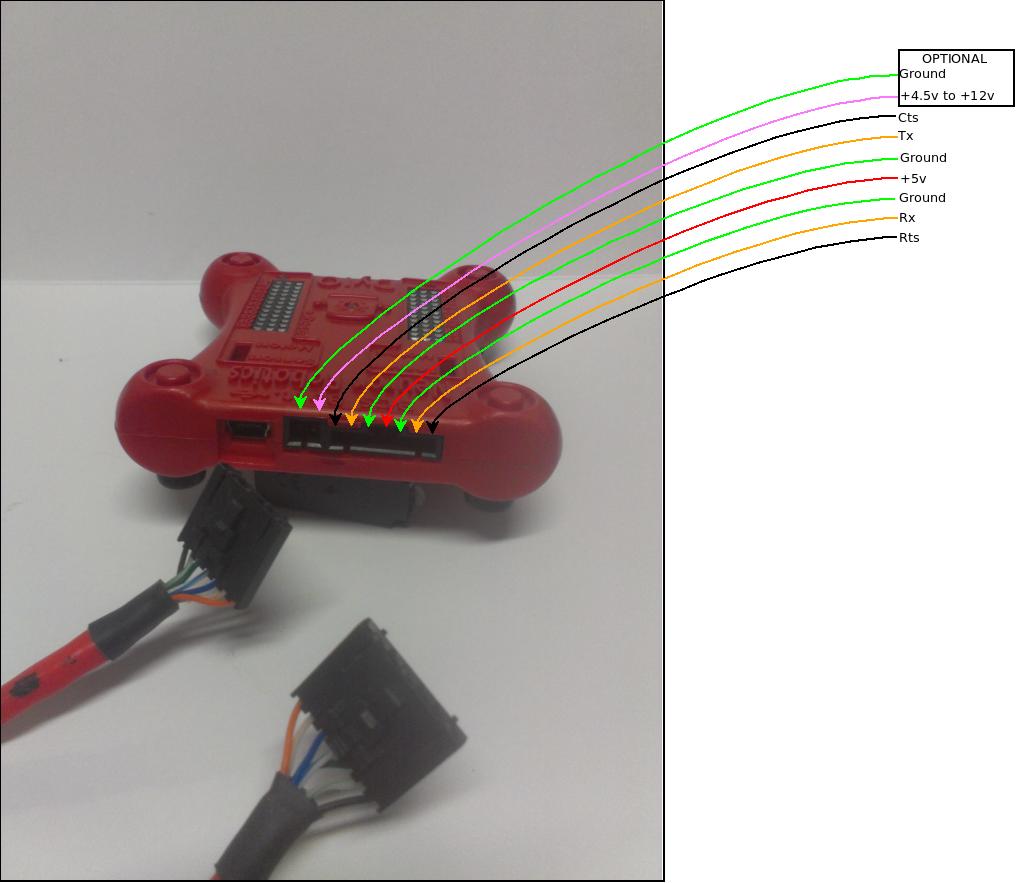 OPTIONAL
Ground
+4.5v to +12v
Cts
Tx
Ground
+5v
Ground
Rx
Rts